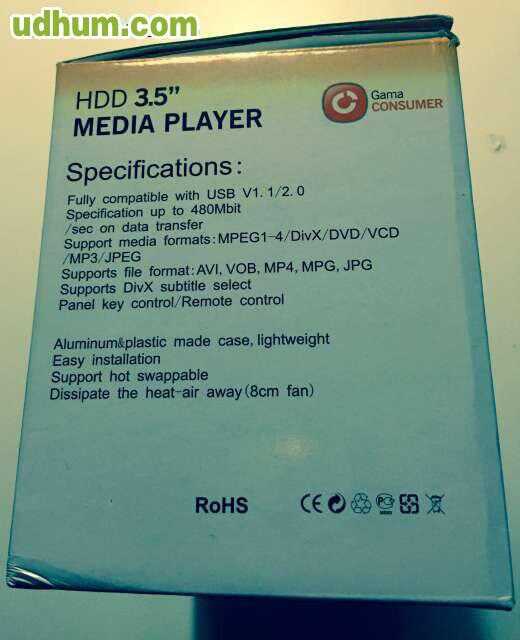 udhum.com
HDD 3.5”
MEDIA PLAYER
Gama
CONSUMER
Specifications:
Fully compatible with USB V1.1/2.0
Specification up to 480Mbit
/sec on data transfer
Support media formats:MPEG1-4/DivX/DVD/VCD
/MP3/JPEG
Supports file format:AVI, VOB, MP4, MPG, JPG
Supports DivX subtitle select
Panel key control/Remote control
Aluminum&plastic made case, lightweight
Easy installation
Support hot swappable
Dissipate the heat-air away(8cm fan)
RoHS CE